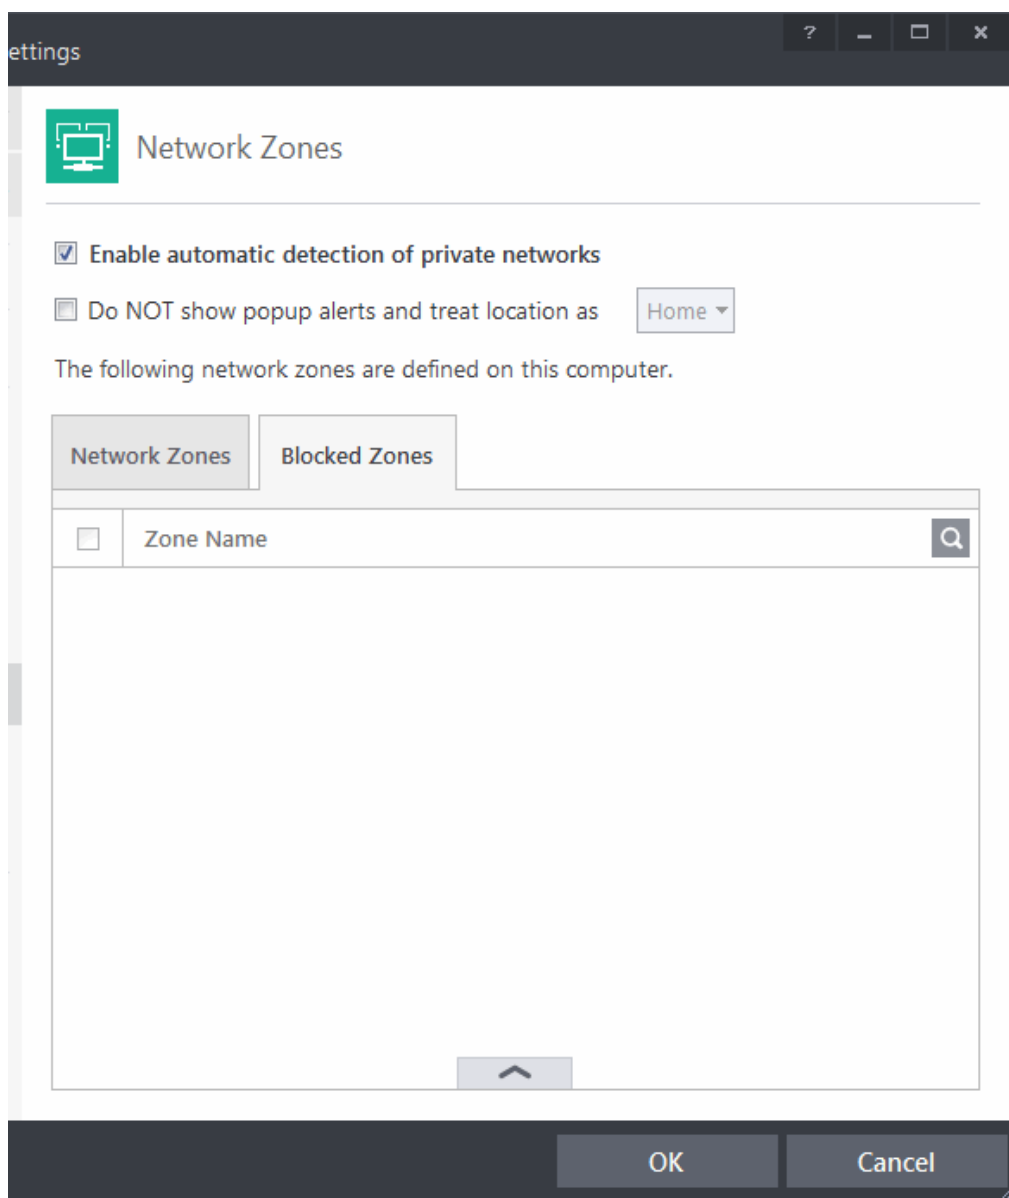 ettings
?
Network Zones
Enable automatic detection of private networks
Do NOT show popup alerts and treat location as Home
The following network zones are defined on this computer.
Network Zones Blocked Zones
Zone Name
OK Cancel